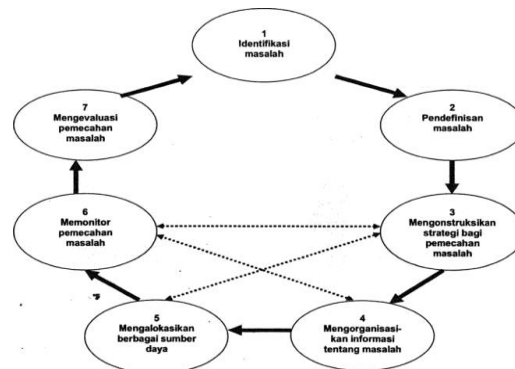 1
Identifikasi
masalah
2
Pendefinisan
masalah
3
Mengonstruksikan
strategi bagi
pemecahan
masalah
4
Mengorganisasi-
kan informasi
tentang masalah
5
Mengalokasikan
berbagai sumber
daya
6
Memonitor
pemecahan
masalah
7
Mengevaluasi
pemecahan
masalah